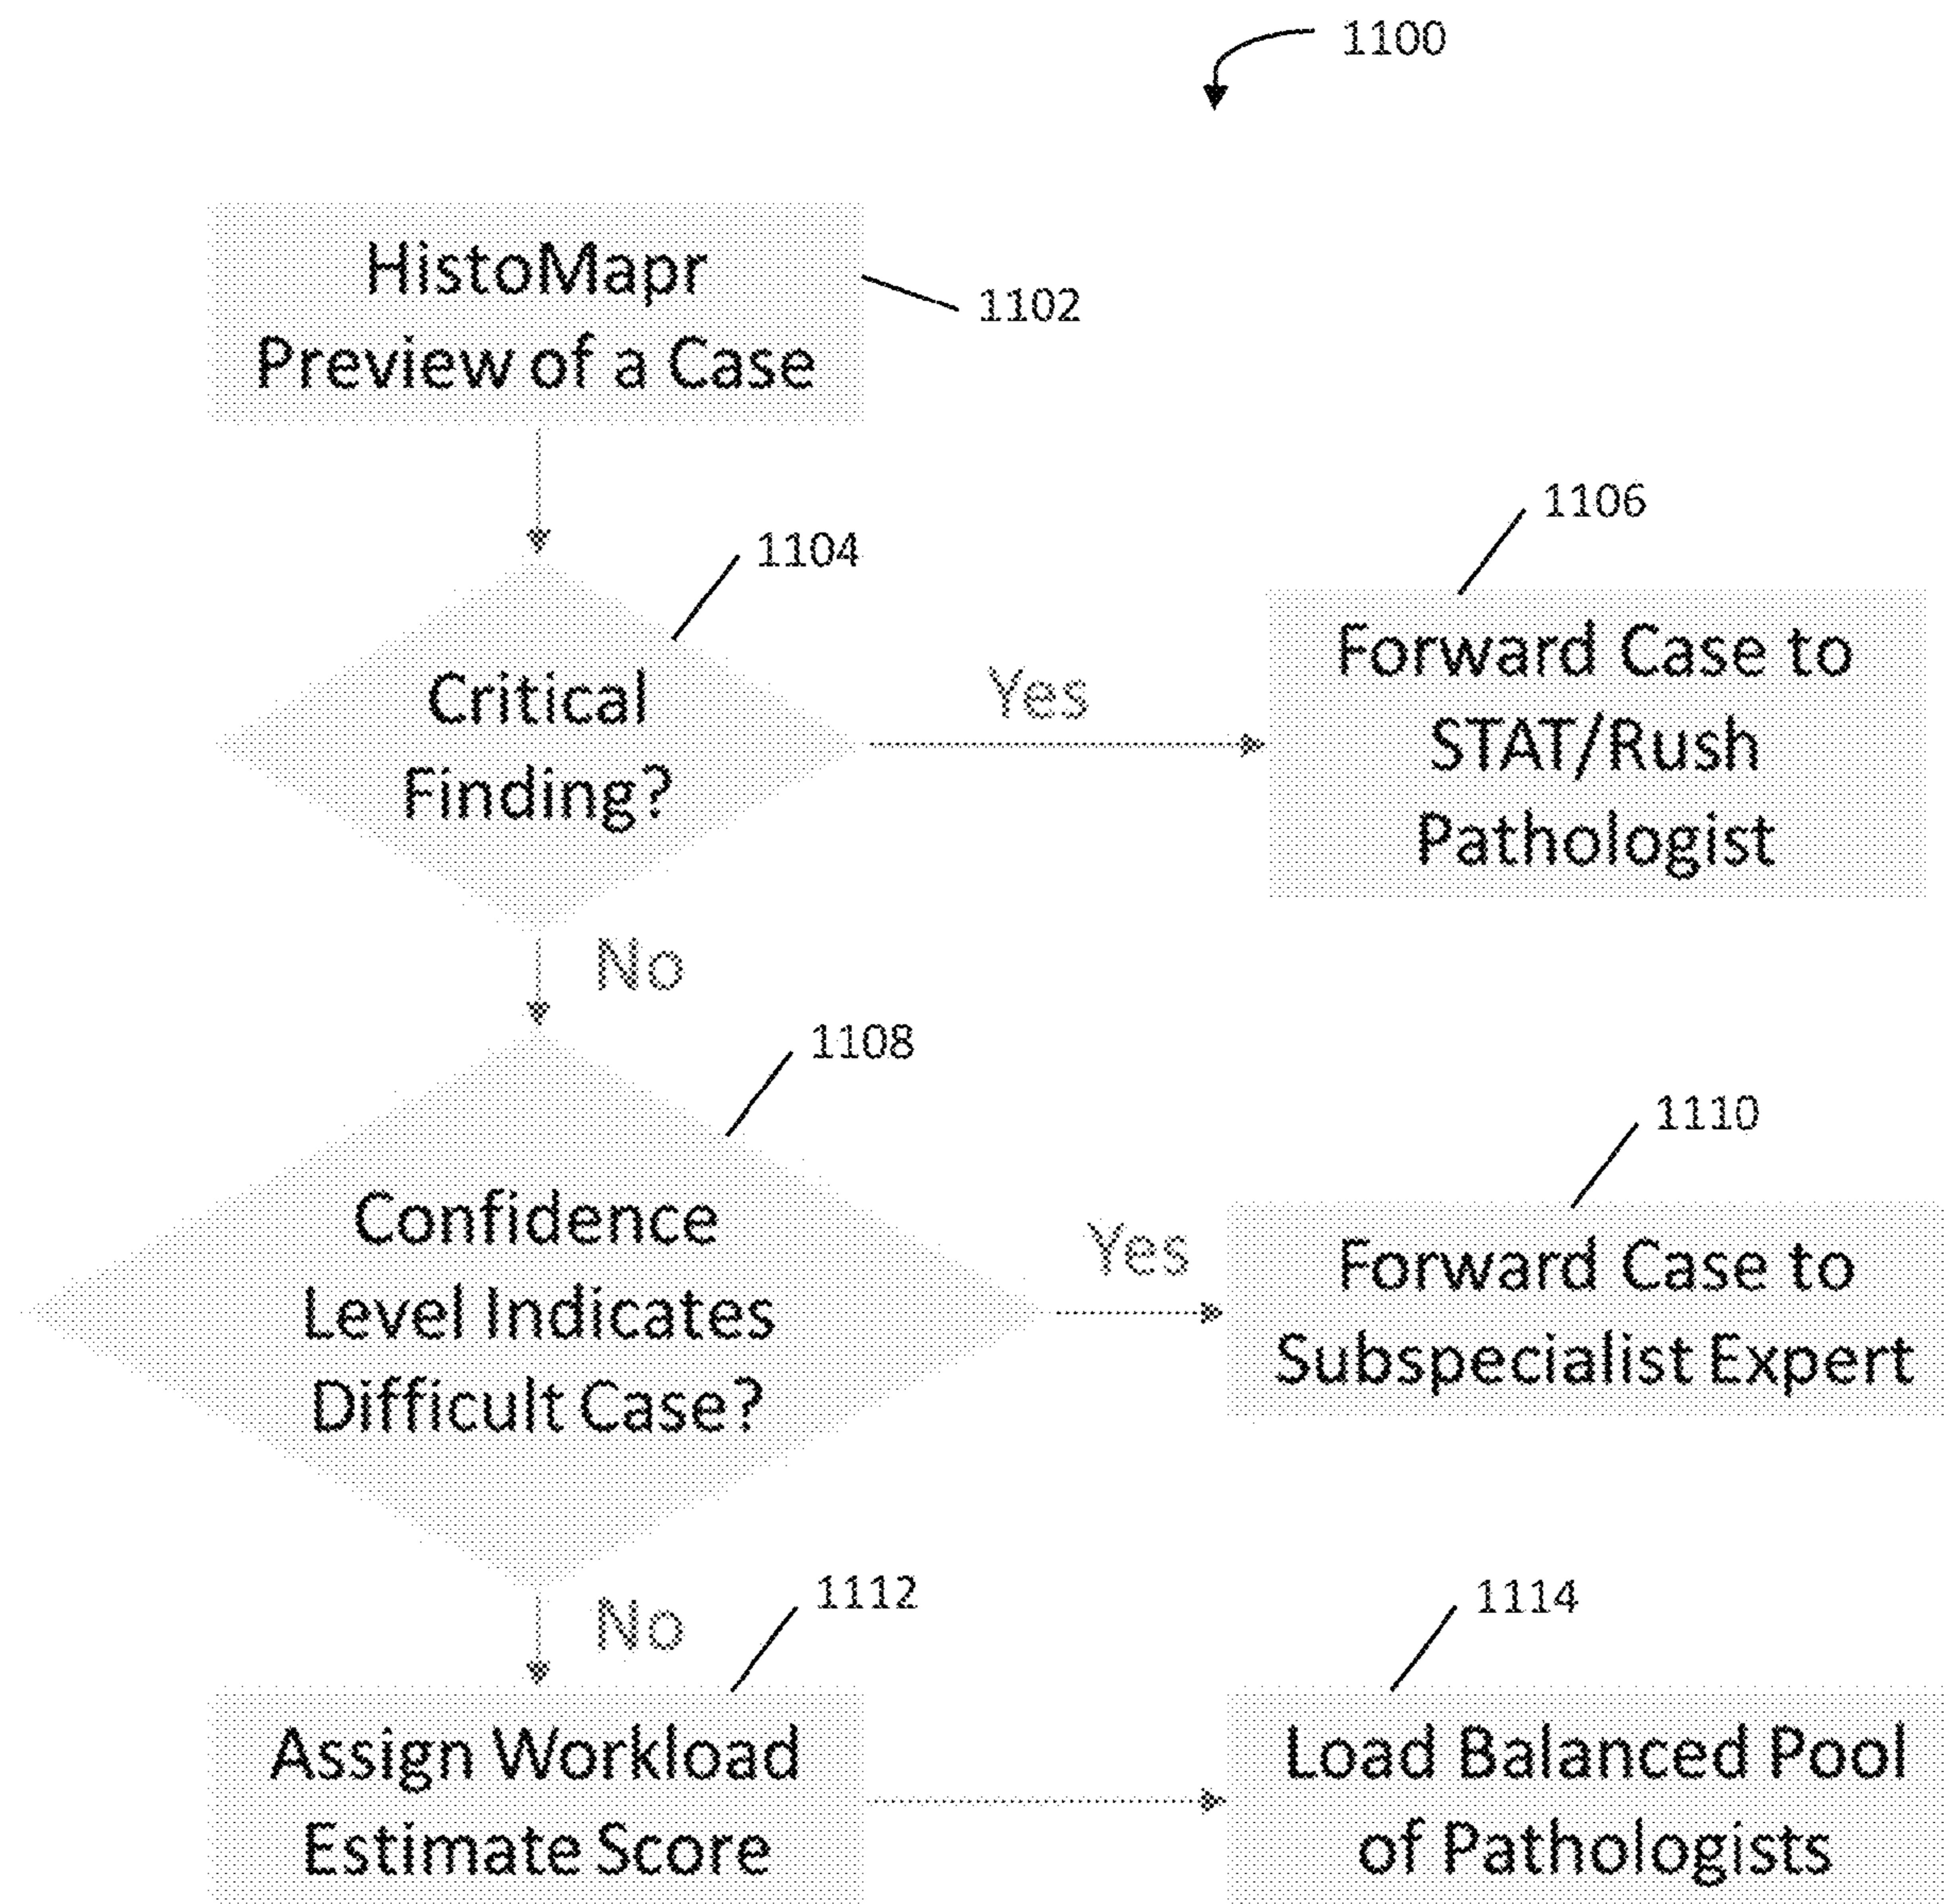 1100
HistoMapr
Preview of a Case
1102
1104
Critical
Finding?
Yes
1106
Forward Case to
STAT/Rush
Pathologist
No
1108
Confidence
Level Indicates
Difficult Case?
Yes
1110
Forward Case to
Subspecialist Expert
No
1112
Assign Workload
Estimate Score
1114
Load Balanced Pool
of Pathologists